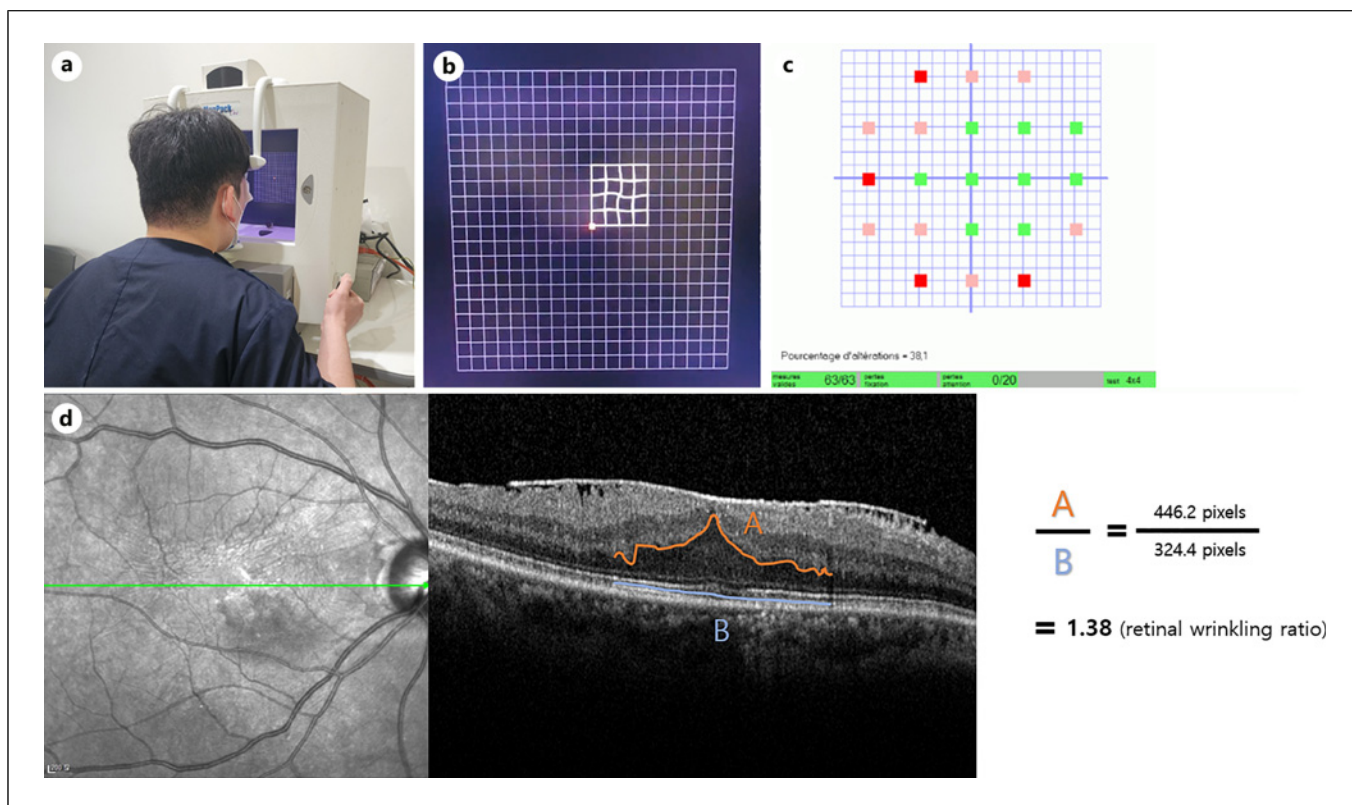 a
b
c
Pourcentage d'altérations = 38,1
mesures valides 63/63 pertes fixation pertes attention 0/20 test 4x4
d
A
B
A
B
=
446.2 pixels
324.4 pixels
= 1.38 (retinal wrinkling ratio)